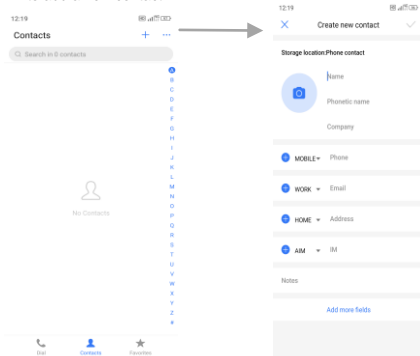 12:19
Contacts
Search in 0 contacts
A
B
C
D
E
F
G
H
I
J
K
L
M
N
O
P
Q
R
S
T
U
V
W
X
Y
Z
#
No Contacts
Dial
Contacts
Favorites
12:19
Create new contact
Storage location:Phone contact
Name
Phonetic name
Company
MOBILE
Phone
WORK
Email
HOME
Address
AIM
IM
Notes
Add more fields